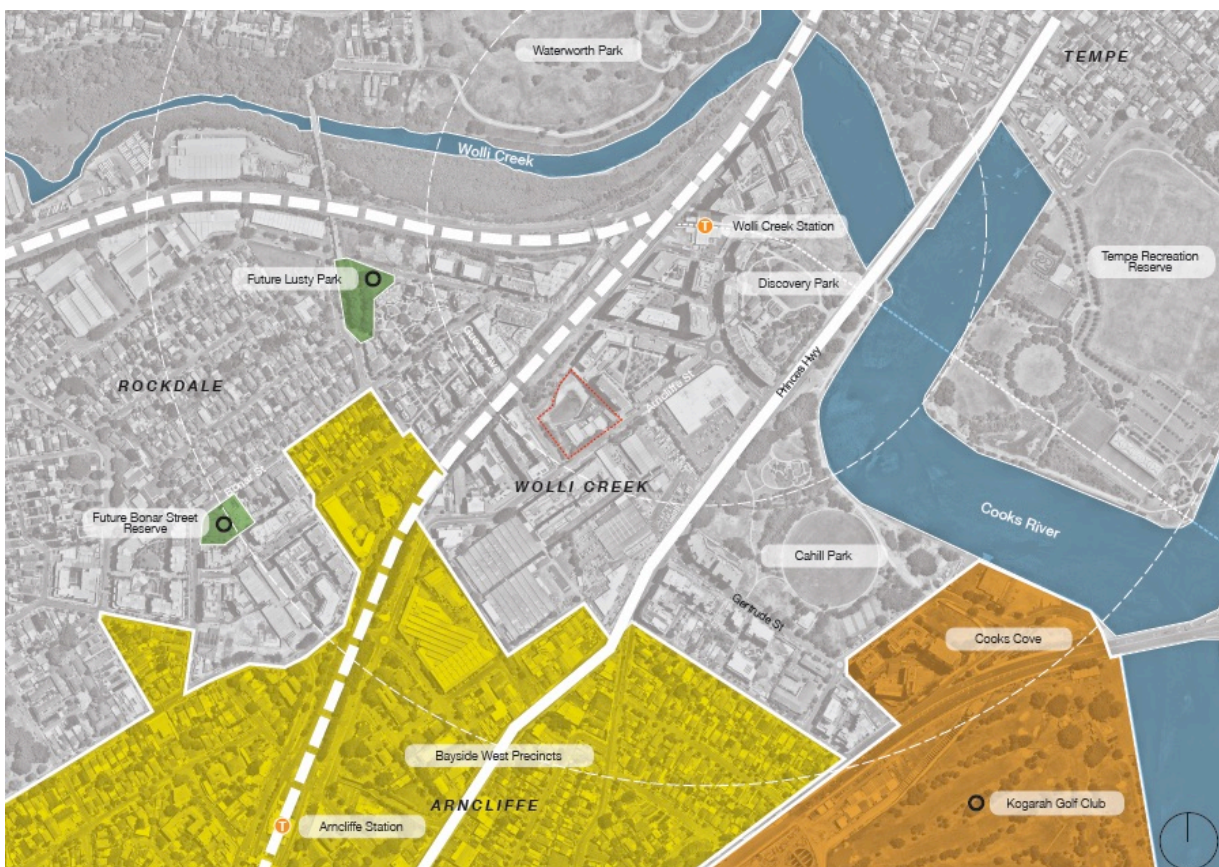 Waterworth Park
TEMPE
Wolli Creek
T
Wolli Creek Station
Tempe Recreation
Reserve
Future Lusty Park
Discovery Park
Princes Hwy
ROCKDALE
WOLLI CREEK
Future Bonar Street
Reserve
Cooks River
Cahill Park
Gertrude St
Cooks Cove
Bayside West Precincts
ARNCLIFFE
Kogarah Golf Club
T
Arncliffe Station